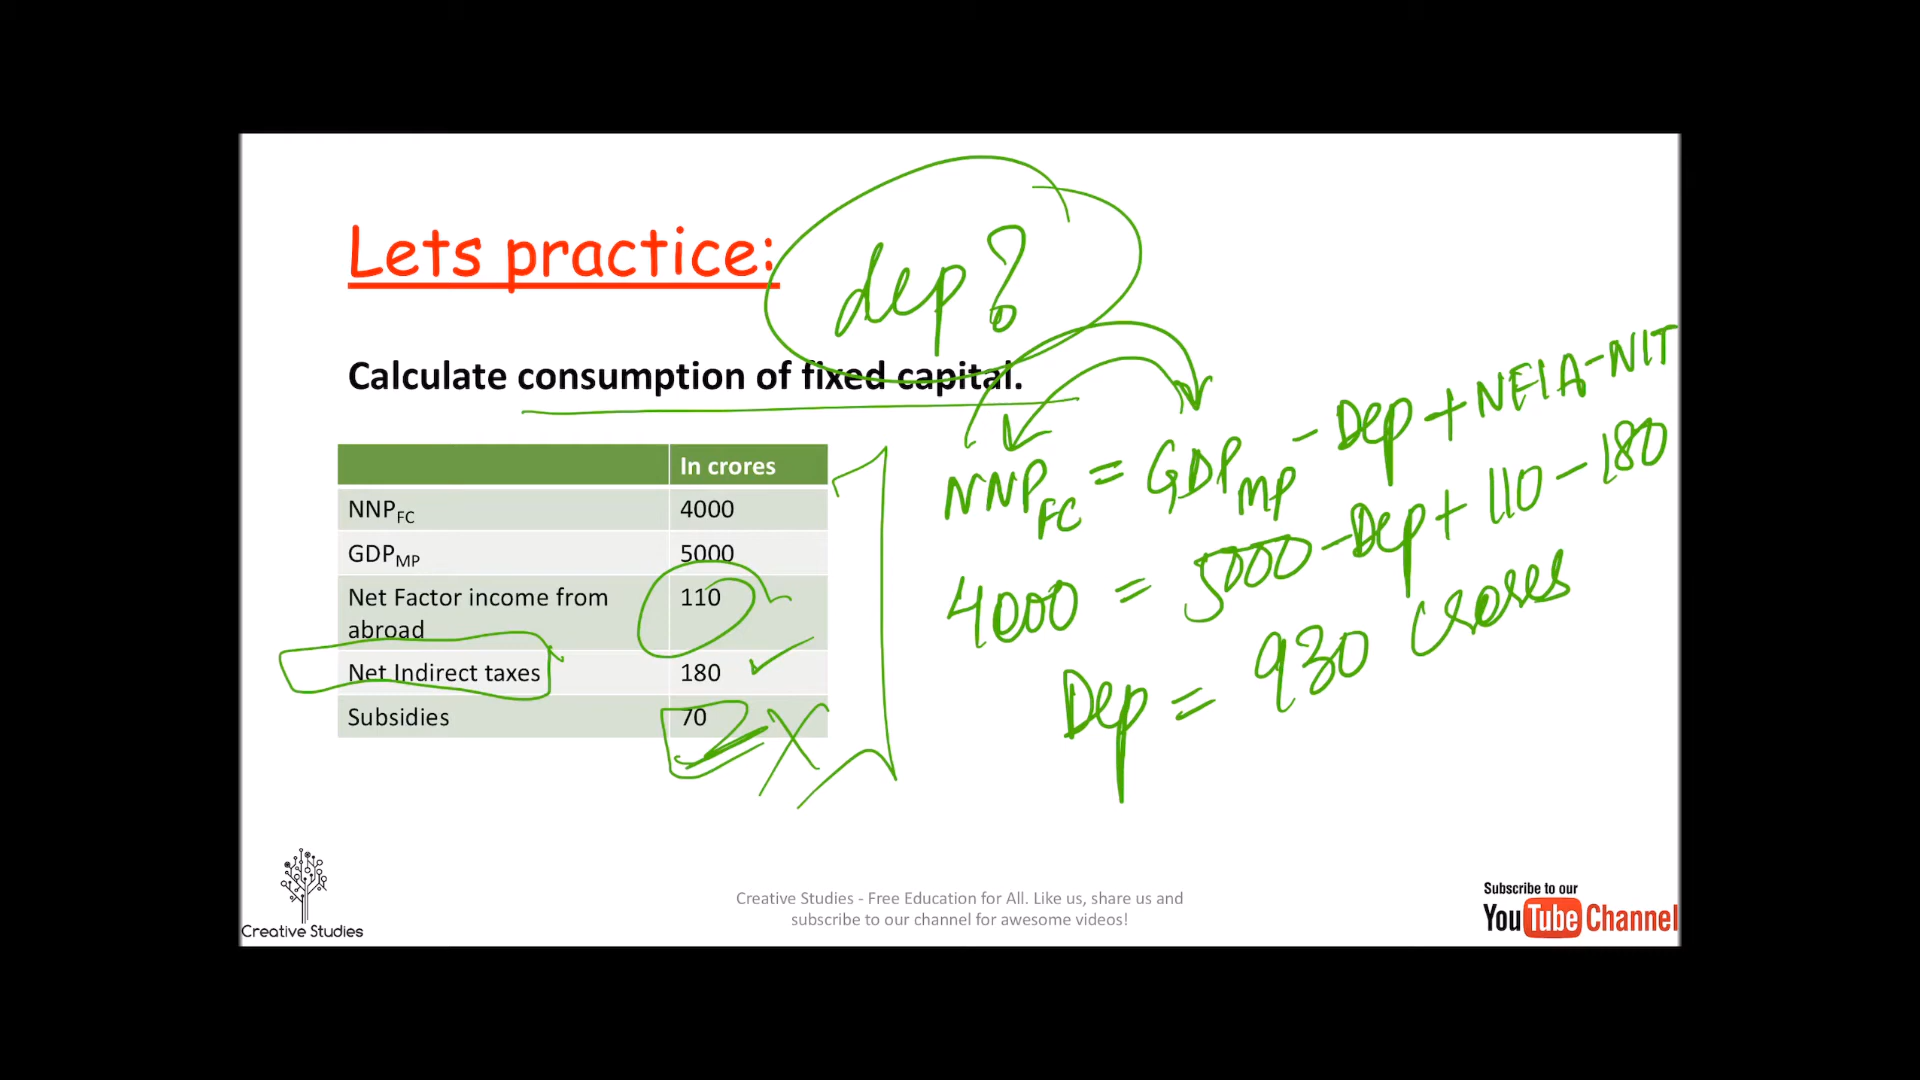 Lets practice:
dep?
Calculate consumption of fixed capital.
In crores
NNPFC 4000
GDPMP 5000
Net Factor income from abroad 110
Net Indirect taxes 180
Subsidies 70
X
NNPFC = GDPMP - Dep + NFIA - NIT
4000 = 5000 - Dep + 110 - 180
Dep = 930 crores
Creative Studies
Creative Studies - Free Education for All. Like us, share us and
subscribe to our channel for awesome videos!
Subscribe to our
YouTube Channel